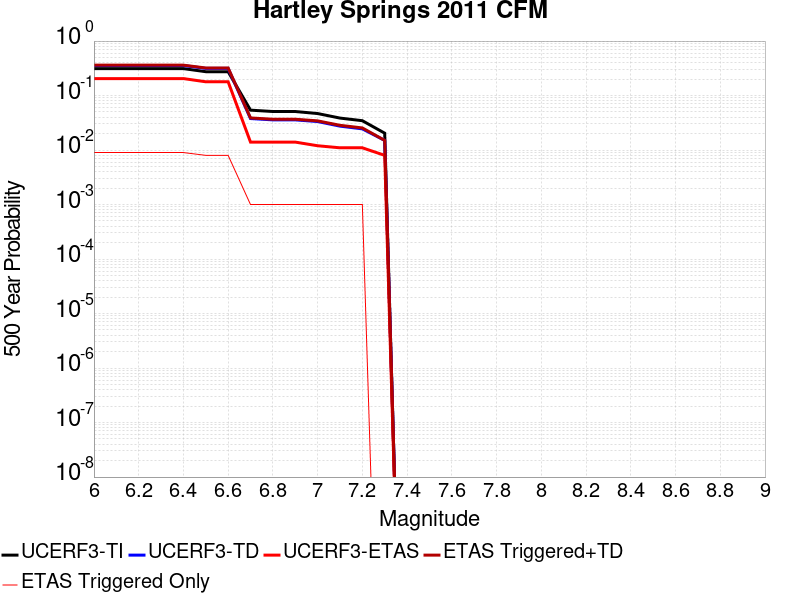 Hartley Springs 2011 CFM
10^0
10^-1
10^-2
10^-3
10^-4
10^-5
10^-6
10^-7
10^-8
500 Year Probability
6 6.2 6.4 6.6 6.8 7 7.2 7.4 7.6 7.8 8 8.2 8.4 8.6 8.8 9
Magnitude
UCERF3-TI UCERF3-TD UCERF3-ETAS ETAS Triggered+TD
ETAS Triggered Only